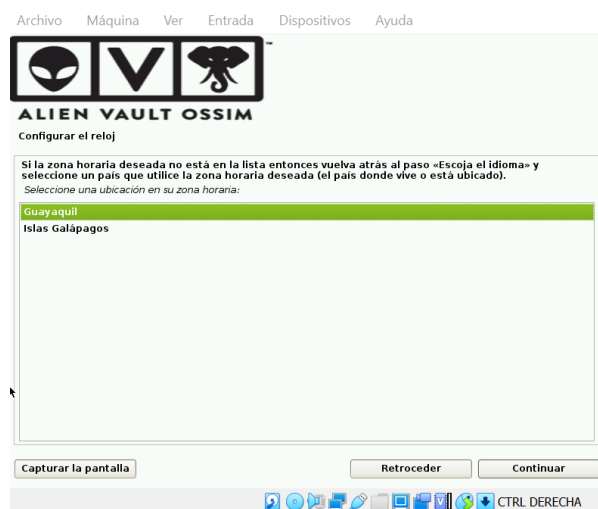 Archivo Máquina Ver Entrada Dispositivos Ayuda
ALIEN VAULT OSSIM
Configurar el reloj
Si la zona horaria deseada no está en la lista entonces vuelva atrás al paso «Escoja el idioma» y
seleccione un país que utilice la zona horaria deseada (el país donde vive o está ubicado).
Seleccione una ubicación en su zona horaria:
Guayaquil
Islas Galápagos
Capturar la pantalla Retroceder Continuar
CTRL DERECHA